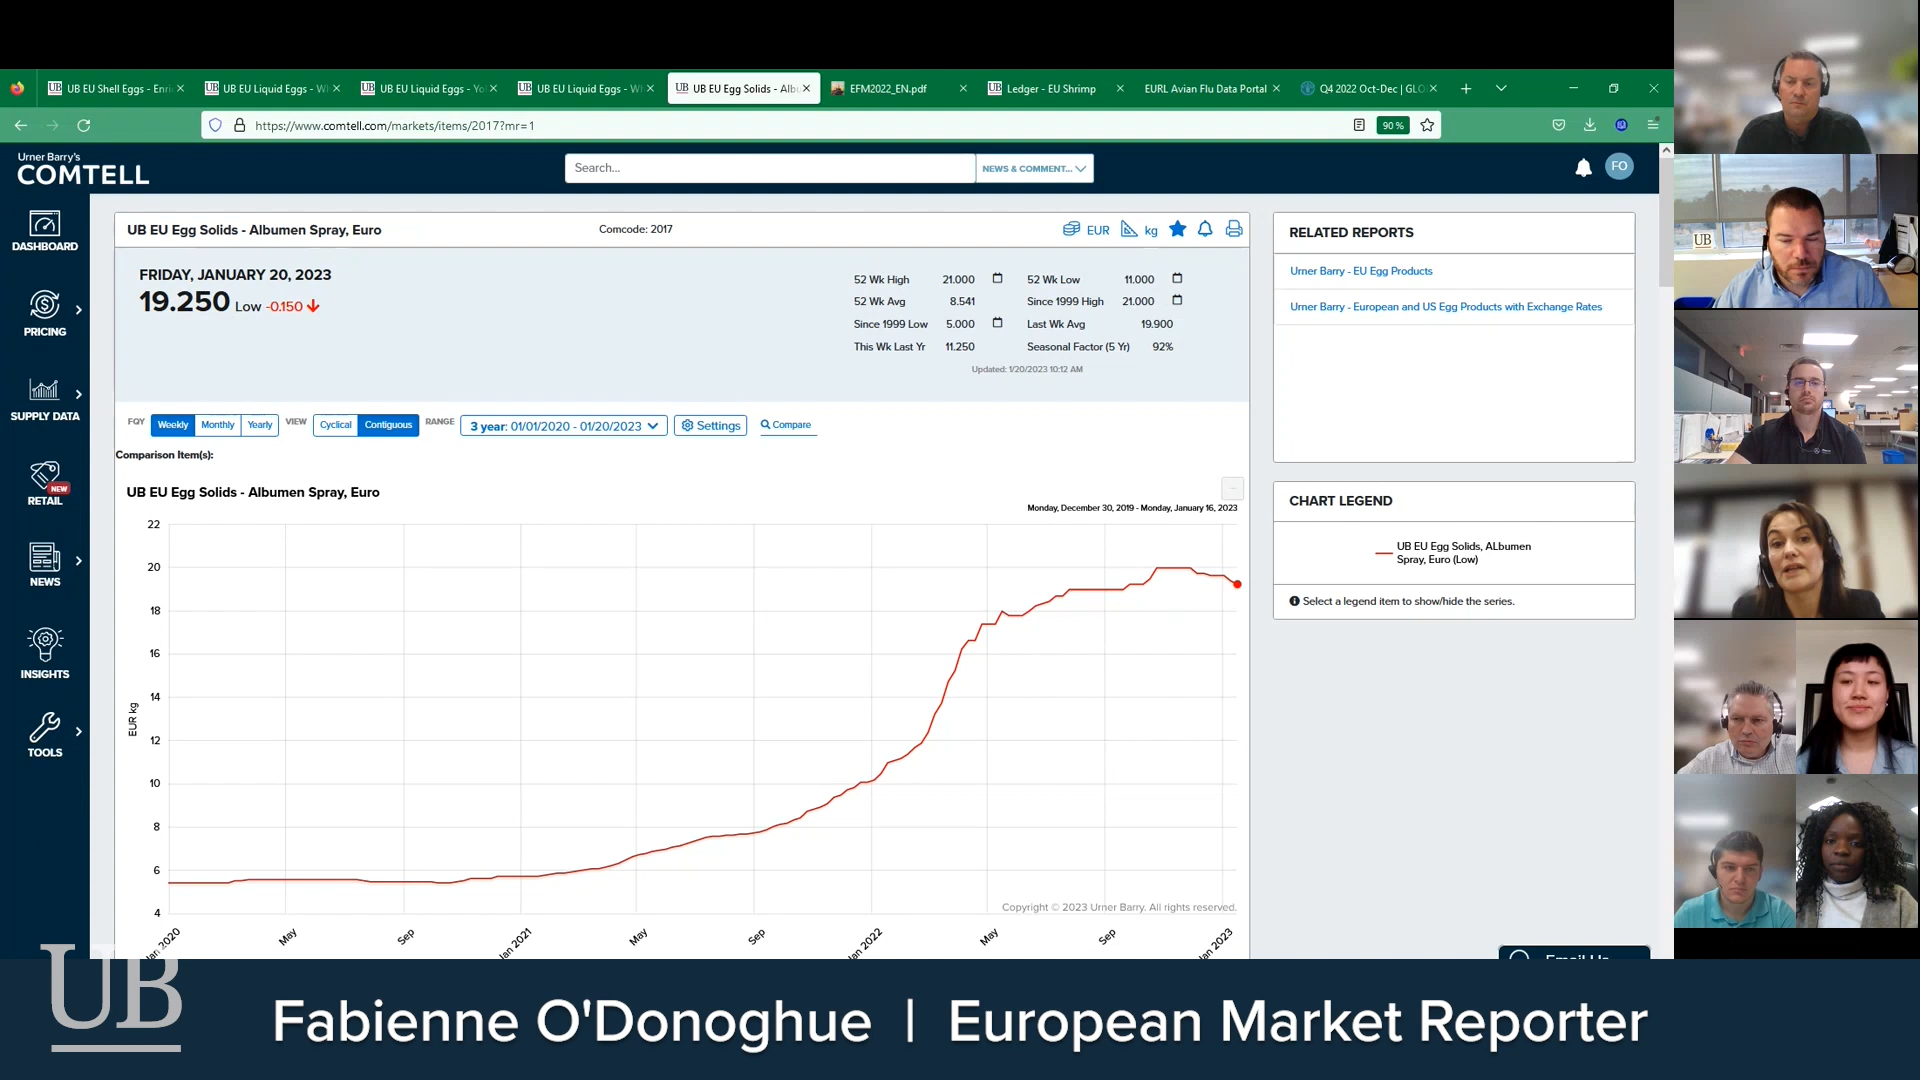 UB EU Shell Eggs - Enri
UB EU Liquid Eggs - W
UB EU Liquid Eggs - Yo
UB EU Liquid Eggs - W
UB EU Egg Solids - Alb
EFM2022_EN.pdf
Ledger - EU Shrimp
EURL Avian Flu Data Portal
Q4 2022 Oct-Dec | GLO
https://www.comtell.com/markets/items/2017?mr=1
90%
Urner Barry's
COMTELL
Search...
NEWS & COMMENT...
FO
DASHBOARD
PRICING
SUPPLY DATA
NEW
RETAIL
NEWS
INSIGHTS
TOOLS
UB EU Egg Solids - Albumen Spray, Euro
Comcode: 2017
EUR
kg
FRIDAY, JANUARY 20, 2023
19.250 Low -0.150
52 Wk High 21.000 52 Wk Low 11.000
52 Wk Avg 8.541 Since 1999 High 21.000
Since 1999 Low 5.000 Last Wk Avg 19.900
This Wk Last Yr 11.250 Seasonal Factor (5 Yr) 92%
Updated: 1/20/2023 10:12 AM
FQY Weekly Monthly Yearly VIEW Cyclical Contiguous RANGE 3 year: 01/01/2020 - 01/20/2023 Settings Compare
Comparison Item(s):
UB EU Egg Solids - Albumen Spray, Euro
Monday, December 30, 2019 - Monday, January 16, 2023
22
20
18
16
14
12
10
8
6
4
EUR kg
Copyright © 2023 Urner Barry. All rights reserved.
Jan 2020
May
Sep
Jan 2021
May
Sep
Jan 2022
May
Sep
Jan 2023
RELATED REPORTS
Urner Barry - EU Egg Products
Urner Barry - European and US Egg Products with Exchange Rates
CHART LEGEND
UB EU Egg Solids, ALbumen
Spray, Euro (Low)
Select a legend item to show/hide the series.
Email Us
UB
UB
Fabienne O'Donoghue | European Market Reporter